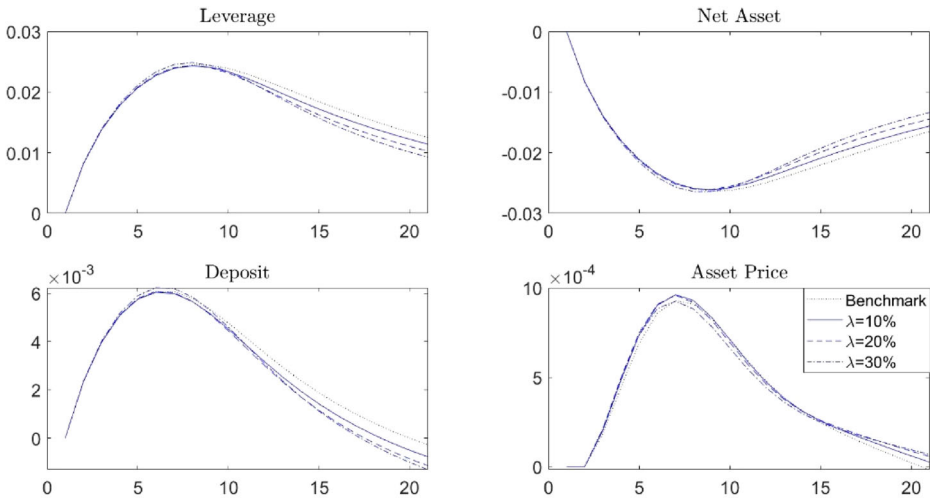 Leverage
0.03
0.02
0.01
0
0 5 10 15 20
Net Asset
0
-0.01
-0.02
-0.03
0 5 10 15 20
Deposit
×10⁻³
6
4
2
0
0 5 10 15 20
Asset Price
10 ×10⁻⁴
5
0
0 5 10 15 20
Benchmark
λ=10%
λ=20%
λ=30%